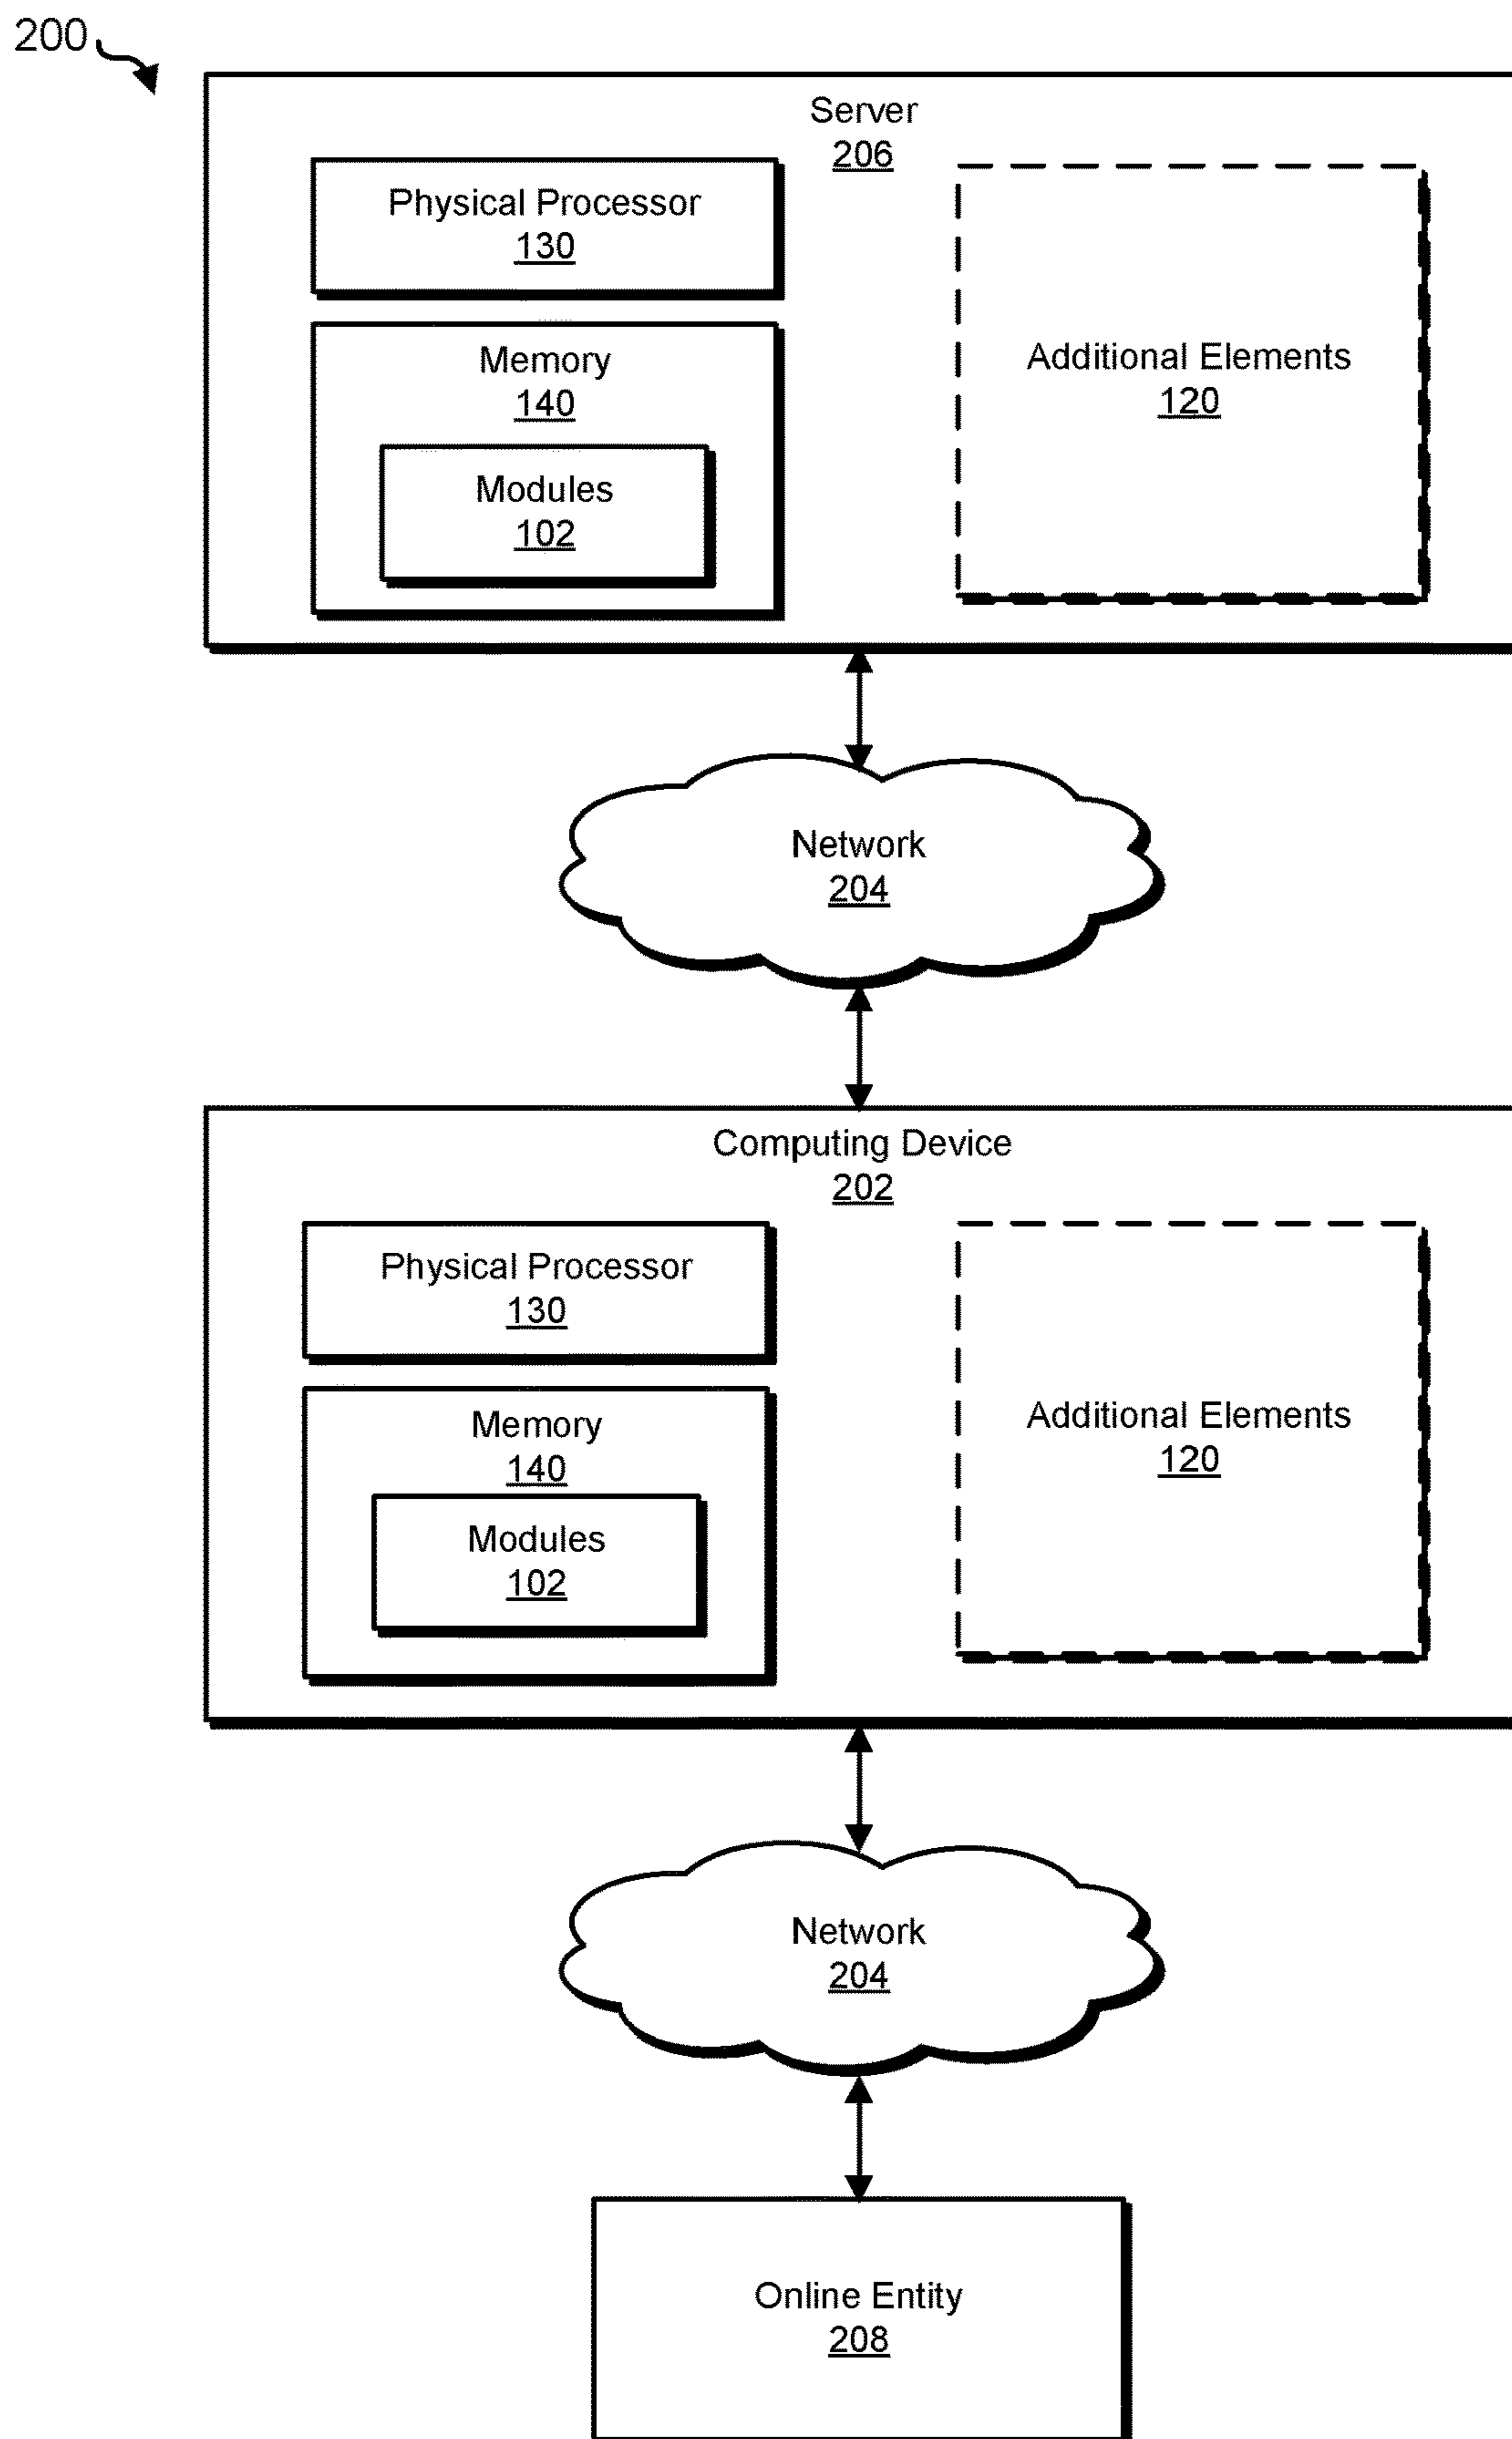 200
Server
206
Physical Processor
130
Memory
140
Modules
102
Additional Elements
120
Network
204
Computing Device
202
Physical Processor
130
Memory
140
Modules
102
Additional Elements
120
Network
204
Online Entity
208